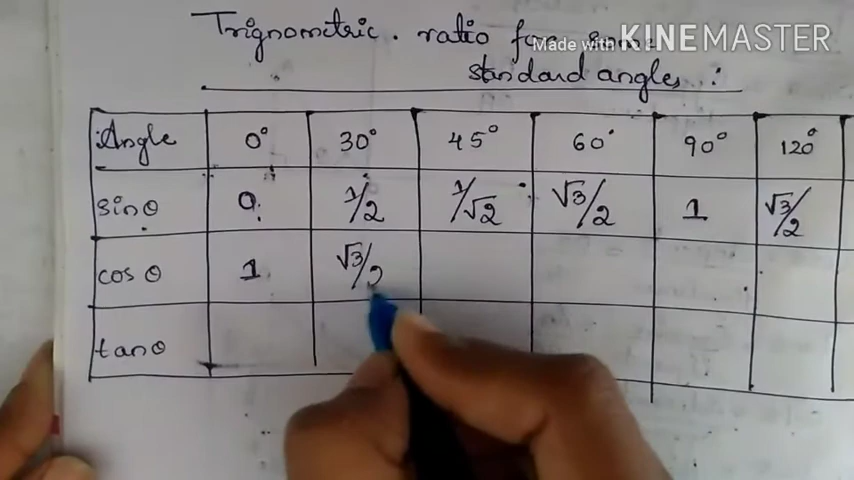 Trignometric. ratio for some
Made with KINEMASTER
standard angles :
Angle 0° 30° 45° 60° 90° 120°
sinθ 0 1/2 1/√2 √3/2 1 √3/2
cos θ 1 √3/2
tanθ